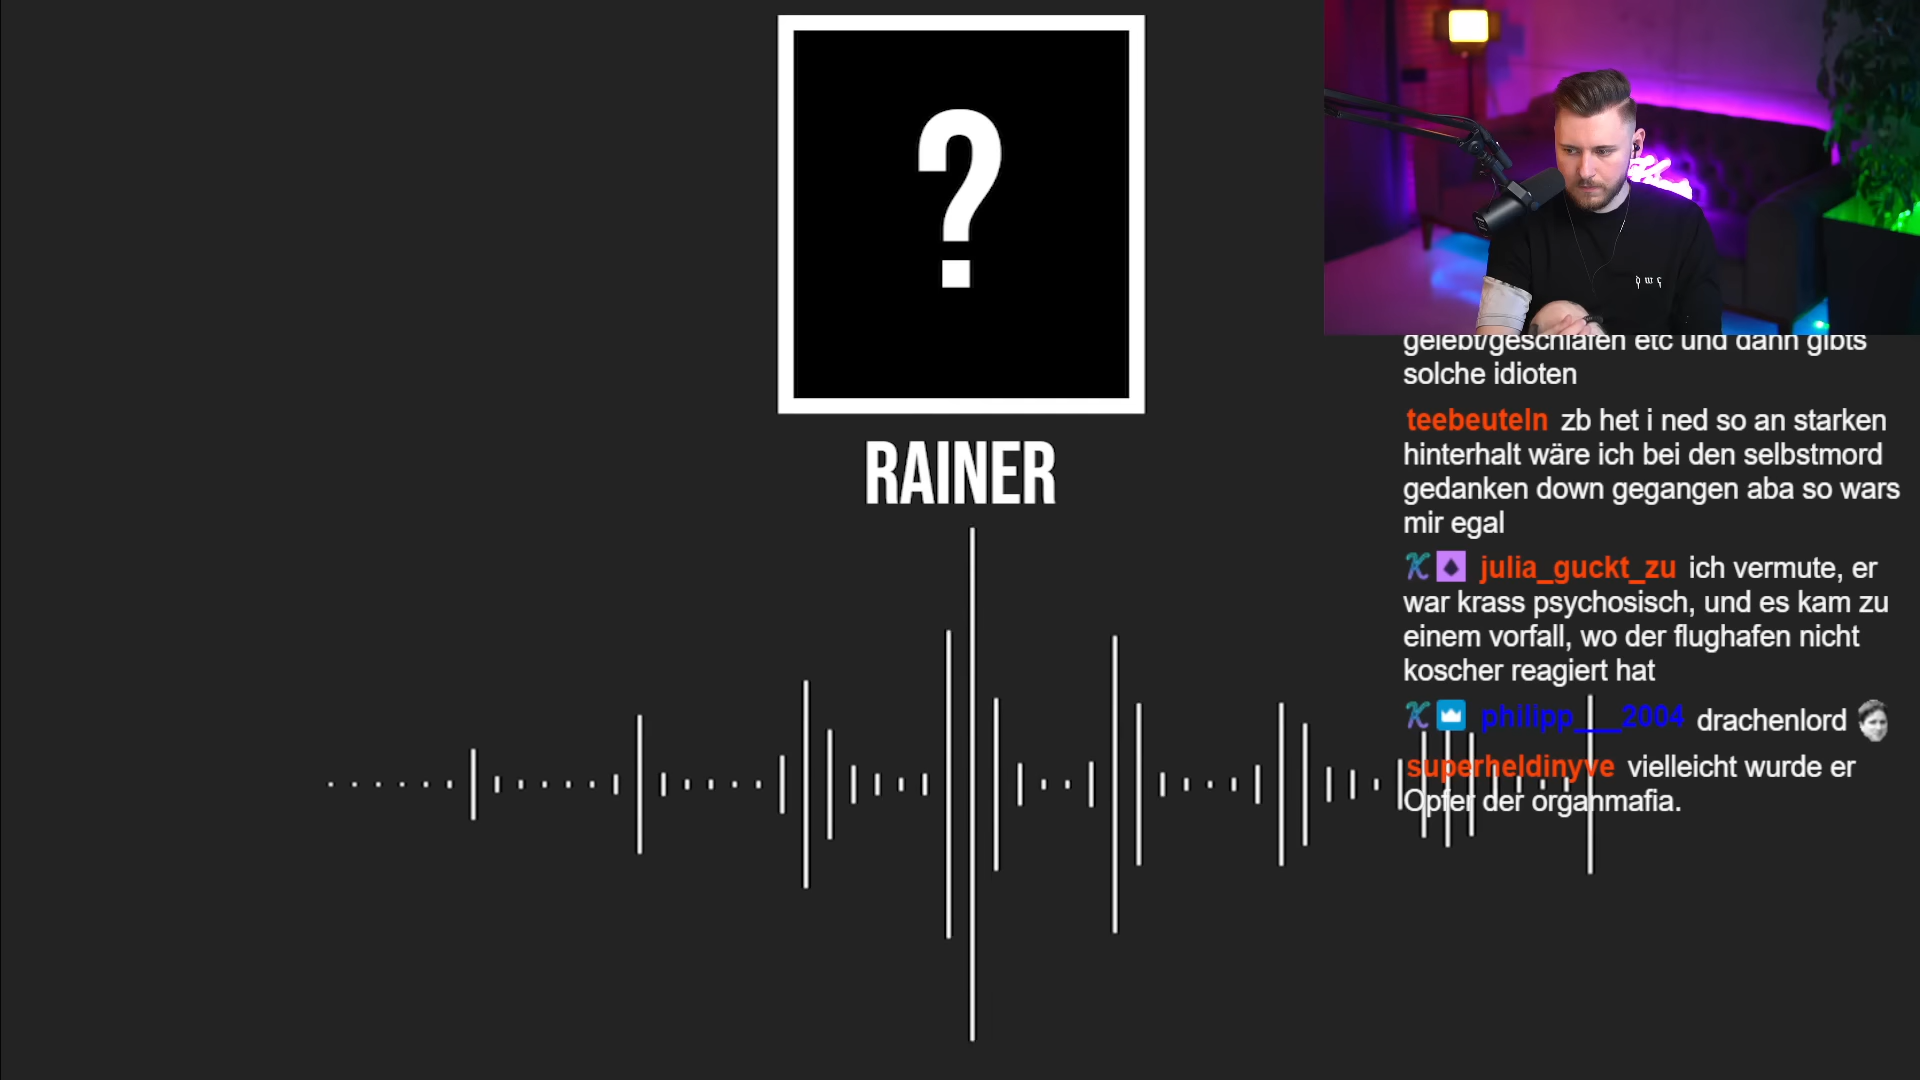 ?
RAINER
gelebt/geschlafen etc und dann gibts
solche idioten
teebeuteln zb het i ned so an starken
hinterhalt wäre ich bei den selbstmord
gedanken down gegangen aba so wars
mir egal
julia_guckt_zu ich vermute, er
war krass psychosisch, und es kam zu
einem vorfall, wo der flughafen nicht
koscher reagiert hat
philipp___2004 drachenlord
superheldinyve vielleicht wurde er
Opfer der organmafia.